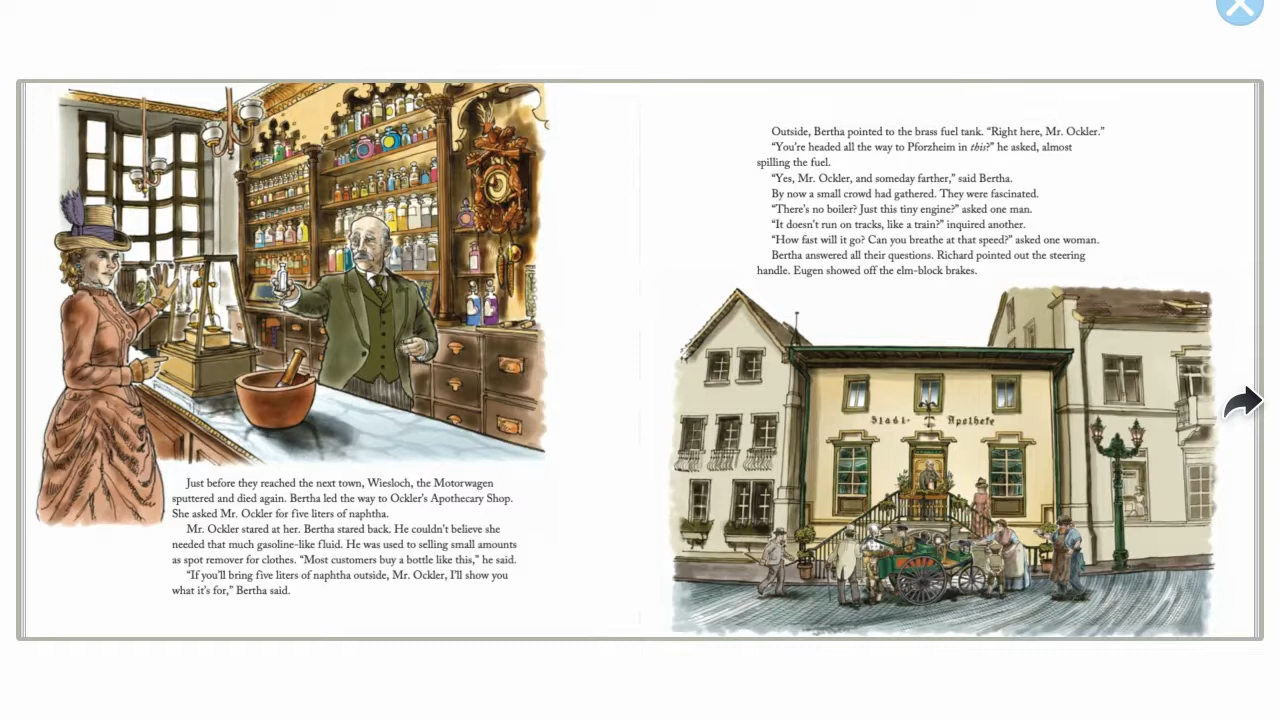 Just before they reached the next town, Wiesloch, the Motorwagen
sputtered and died again. Bertha led the way to Ockler’s Apothecary Shop.
She asked Mr. Ockler for five liters of naphtha.
Mr. Ockler stared at her. Bertha stared back. He couldn’t believe she
needed that much gasoline-like fluid. He was used to selling small amounts
as spot remover for clothes. “Most customers buy a bottle like this,” he said.
“If you’ll bring five liters of naphtha outside, Mr. Ockler, I’ll show you
what it’s for,” Bertha said.
Outside, Bertha pointed to the brass fuel tank. “Right here, Mr. Ockler.”
“You’re headed all the way to Pforzheim in this?” he asked, almost
spilling the fuel.
“Yes, Mr. Ockler, and someday farther,” said Bertha.
By now a small crowd had gathered. They were fascinated.
“There’s no boiler? Just this tiny engine?” asked one man.
“It doesn’t run on tracks, like a train?” inquired another.
“How fast will it go? Can you breathe at that speed?” asked one woman.
Bertha answered all their questions. Richard pointed out the steering
handle. Eugen showed off the elm-block brakes.
Stadt- Apotheke